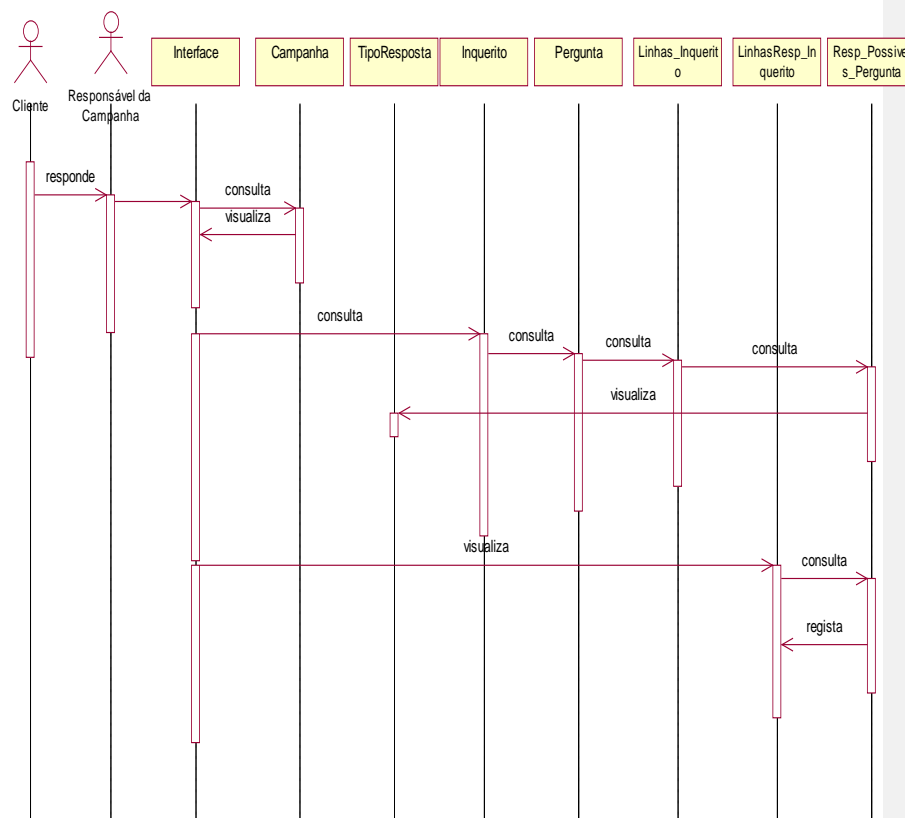 Cliente
Responsável da
Campanha
Interface
Campanha
TipoResposta
Inquerito
Pergunta
Linhas_Inquerit
o
LinhasResp_In
querito
Resp_Possive
s_Pergunta
responde
consulta
visualiza
consulta
consulta
consulta
consulta
visualiza
visualiza
consulta
regista